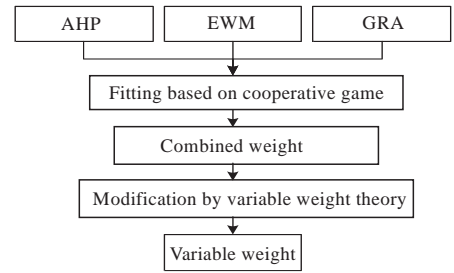 AHP EWM GRA
Fitting based on cooperative game
Combined weight
Modification by variable weight theory
Variable weight